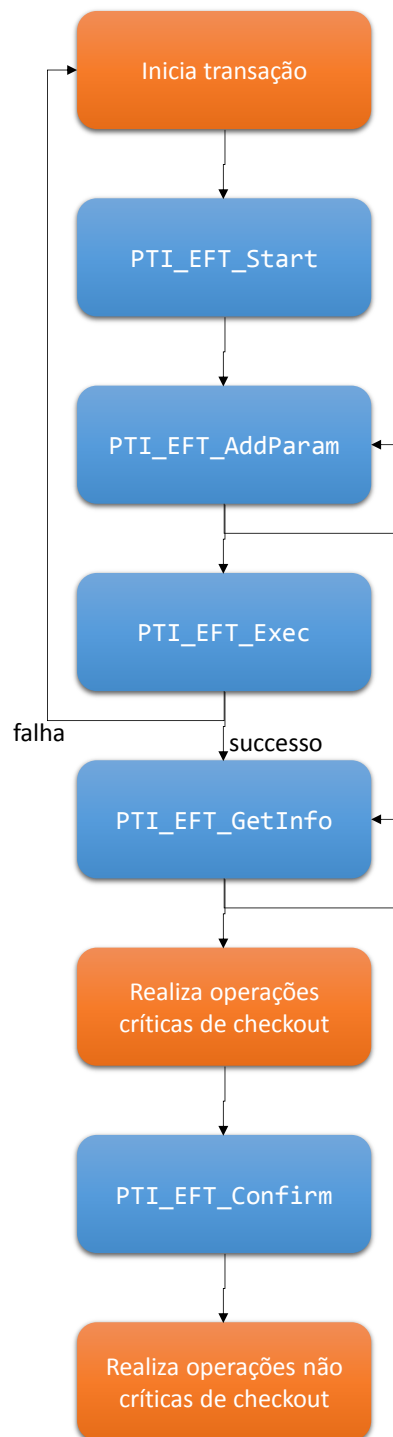 Inicia transação
PTI_EFT_Start
PTI_EFT_AddParam
PTI_EFT_Exec
falha
successo
PTI_EFT_GetInfo
Realiza operações
críticas de checkout
PTI_EFT_Confirm
Realiza operações não
críticas de checkout